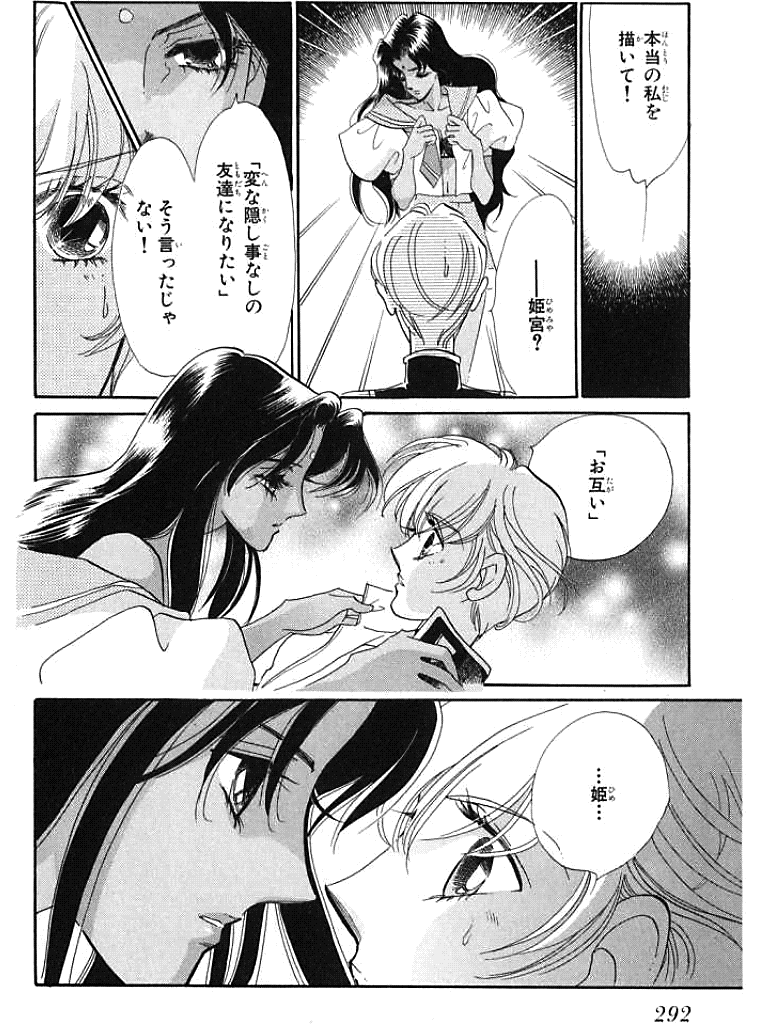 本当の私を
描いて！
──姫宮？
「変な隠し事なしの
友達になりたい」
そう言ったじゃ
ない！
「お互い」
…姫…
292